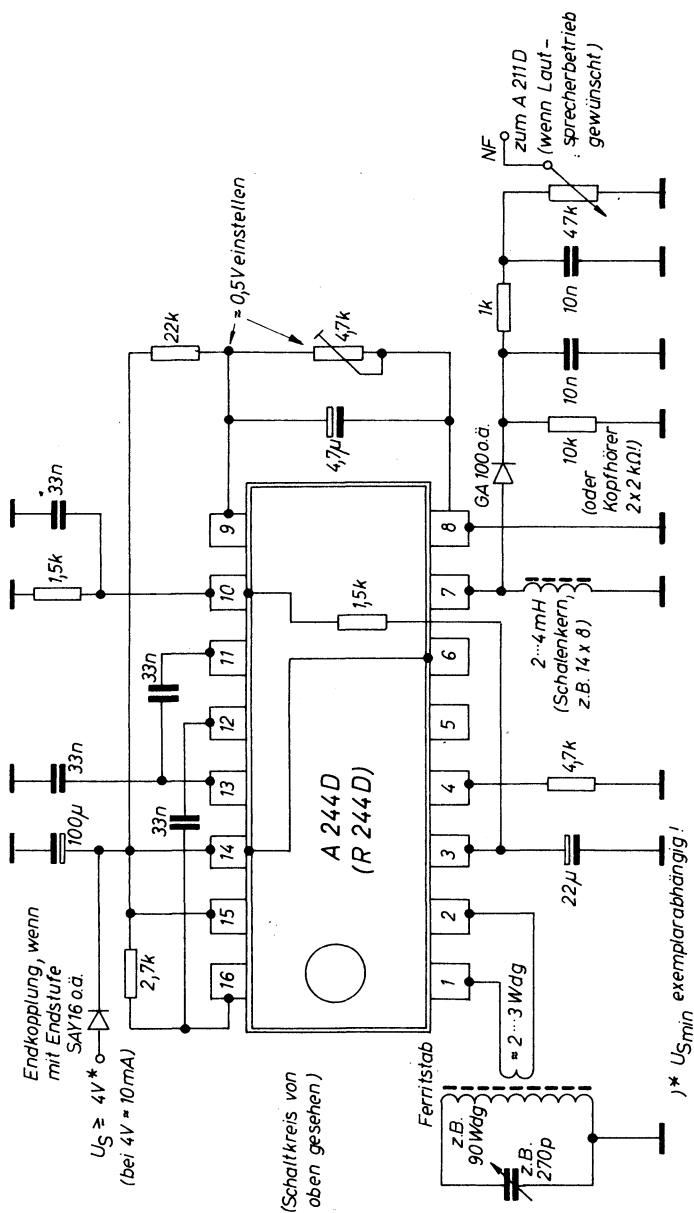 Endkopplung, wenn
mit Endstufe
SAY16 o.ä.
U_S ≥ 4V*
(bei 4V ≈ 10mA)
100µ
33n
1,5k
33n
33n
33n
2,7k
22k
≈ 0,5V einstellen
4,7k
4,7µ
16
15
14
13
12
11
10
9
A 244D
(R 244D)
1,5k
1
2
3
4
5
6
7
8
(Schaltkreis von
oben gesehen)
Ferritstab
≈ 2...3 Wdg
z.B.
90Wdg
z.B.
270p
22µ
4,7k
2...4mH
(Schalenkern,
z.B. 14 x 8)
GA 100 o.ä.
10k
(oder
Kopfhörer
2 x 2 kΩ!)
10n
1k
10n
47k
NF
zum A 211D
(wenn Laut-
sprecherbetrieb
gewünscht)
)* U_Smin exemplarabhängig!